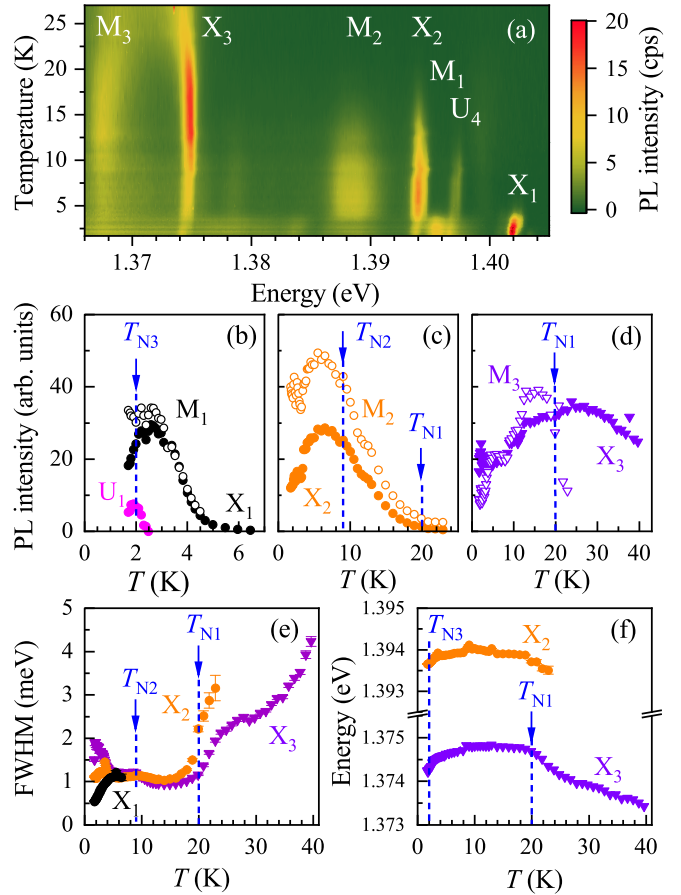 M3 X3 M2 X2 (a)
M1
U4
X1
25
20
15
10
5
Temperature (K)
1.37 1.38 1.39 1.40
Energy (eV)
20
15
10
5
0
PL intensity (cps)
60
40
20
0
PL intensity (arb. units)
TN3 (b)
M1
U1
X1
0 2 4 6
T (K)
TN2 (c)
M2
TN1
X2
0 10 20
T (K)
TN1 (d)
M3
X3
0 10 20 30 40
T (K)
5
4
3
2
1
0
FWHM (meV)
TN1 (e)
TN2
X2
X3
X1
0 10 20 30 40
T (K)
1.395
1.394
1.375
1.374
1.373
Energy (eV)
TN3 X2 (f)
TN1
X3
0 10 20 30 40
T (K)